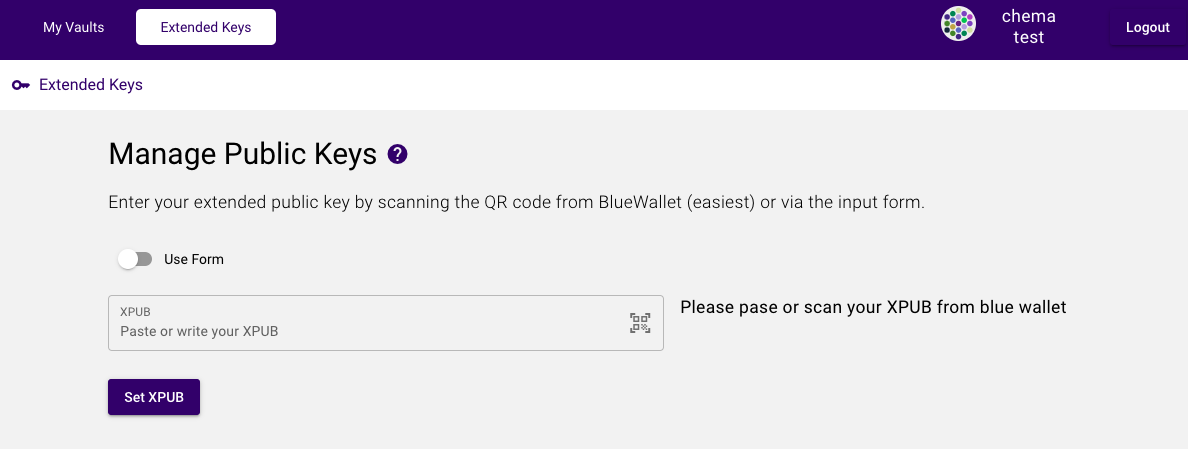 My Vaults
Extended Keys
chema
test
Logout
Extended Keys
Manage Public Keys ?
Enter your extended public key by scanning the QR code from BlueWallet (easiest) or via the input form.
Use Form
XPUB
Paste or write your XPUB
Please pase or scan your XPUB from blue wallet
Set XPUB